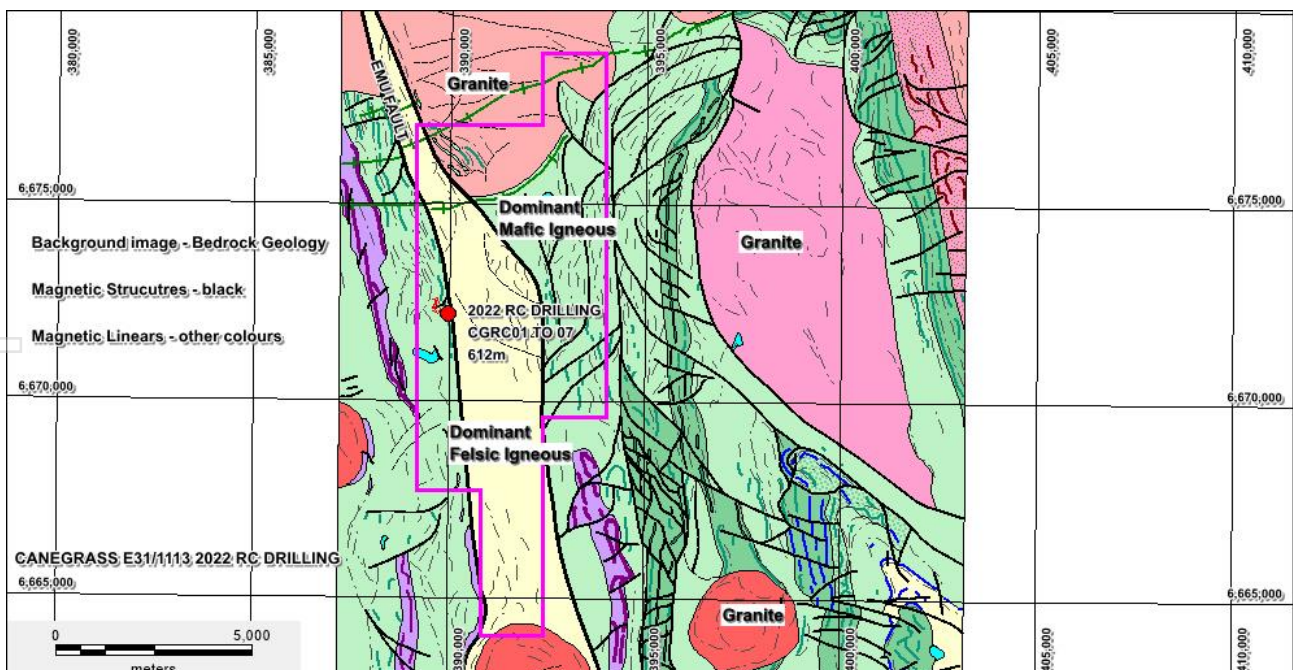 380,000
385,000
390,000
395,000
400,000
405,000
410,000
EMU FAULT
Granite
6,675,000
6,675,000
Dominant
Mafic Igneous
Granite
Background image - Bedrock Geology
Magnetic Strucutres - black
Magnetic Linears - other colours
2022 RC DRILLING
CGRC01 TO 07
612m
6,670,000
6,670,000
Dominant
Felsic Igneous
CANEGRASS E31/1113 2022 RC DRILLING
6,665,000
6,665,000
Granite
0 5,000
meters
390,000
395,000
400,000
405,000
410,000